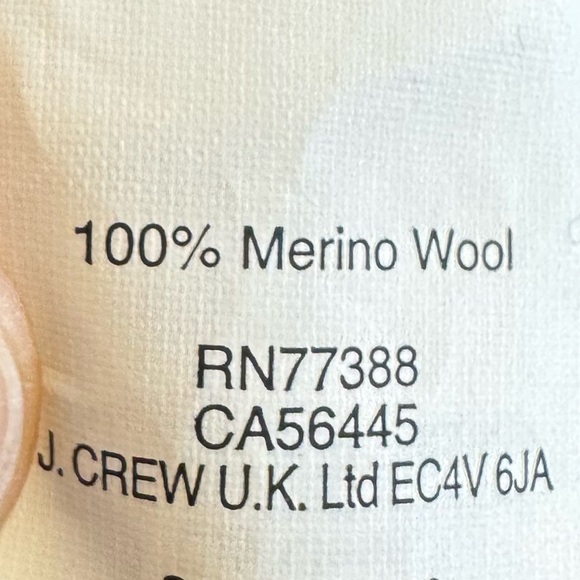 100% Merino Wool
RN77388
CA56445
J. CREW U.K. Ltd EC4V 6JA